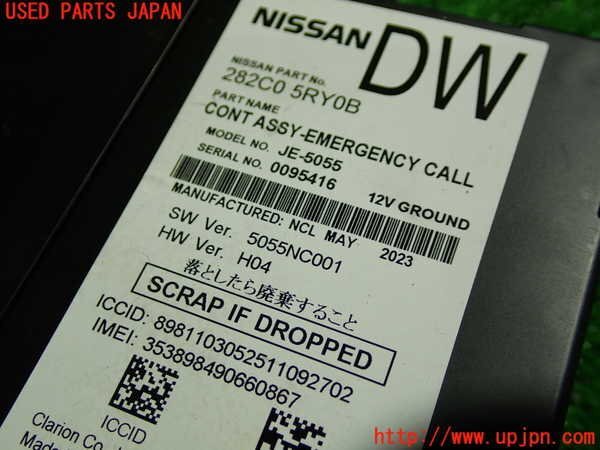 USED PARTS JAPAN
NISSAN DW
NISSAN PART No.
282C0 5RY0B
PART NAME
CONT ASSY-EMERGENCY CALL
MODEL NO. JE-5055
SERIAL NO. 0095416 12V GROUND
MANUFACTURED: NCL MAY 2023
SW Ver. 5055NC001
HW Ver. H04
落としたら廃棄すること
SCRAP IF DROPPED
ICCID: 8981103052511092702
IMEI: 353898490660867
ICCID
Clarion Co.
Made
http://www.upjpn.com/